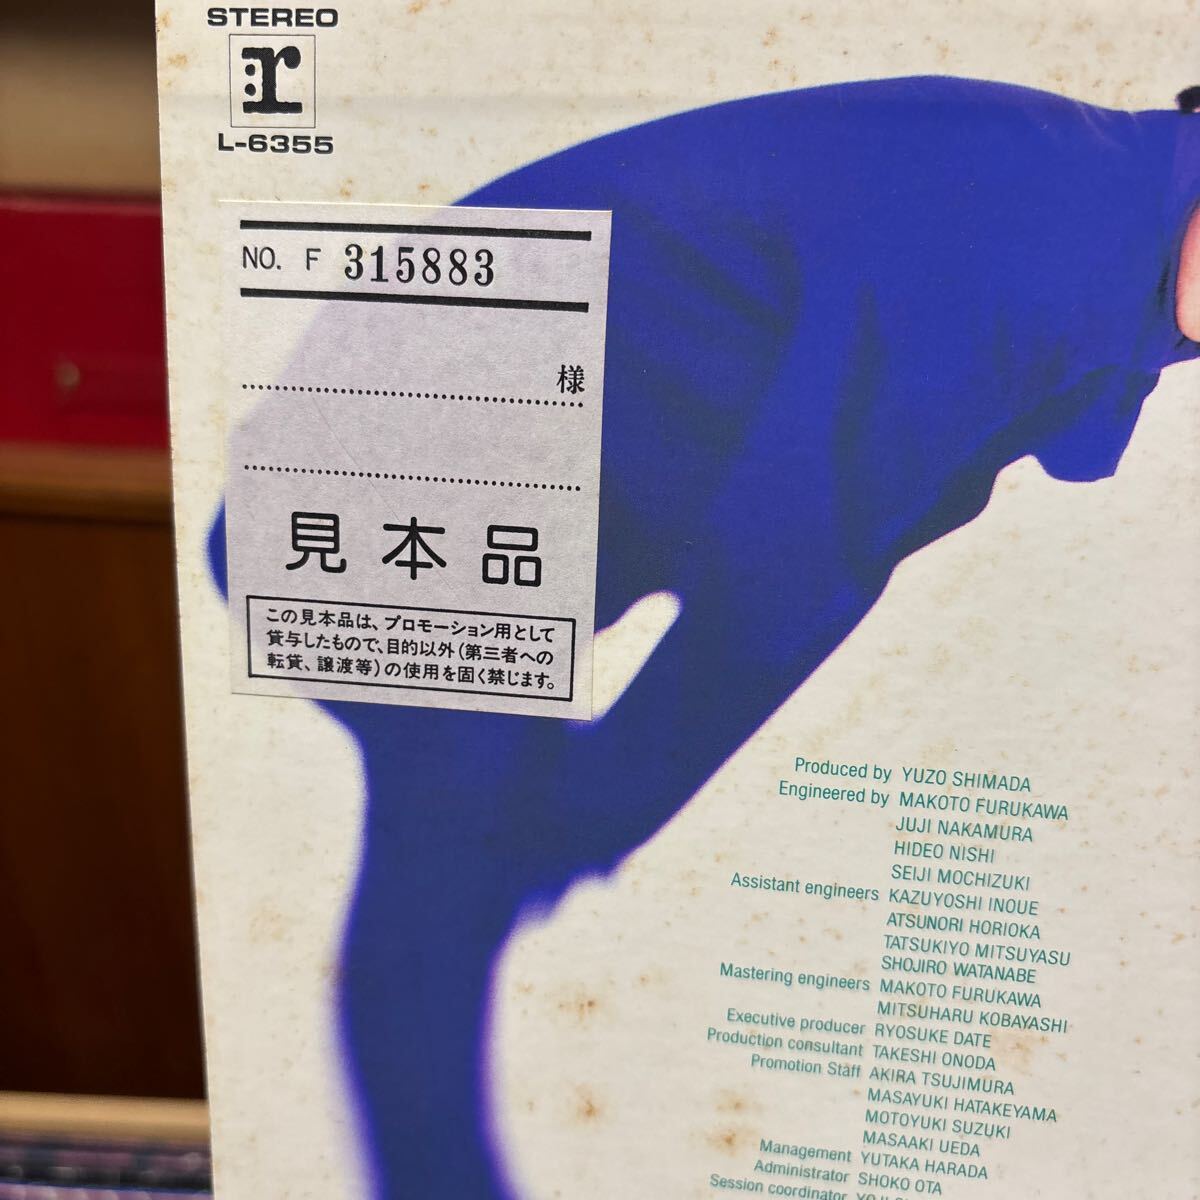 STEREO
r
L-6355
NO. F 315883
様
見本品
この見本品は、プロモーション用として
貸与したもので、目的以外(第三者への
転貸、譲渡等)の使用を固く禁じます。
Produced by YUZO SHIMADA
Engineered by MAKOTO FURUKAWA
JUJI NAKAMURA
HIDEO NISHI
SEIJI MOCHIZUKI
Assistant engineers KAZUYOSHI INOUE
ATSUNORI HORIOKA
TATSUKIYO MITSUYASU
SHOJIRO WATANABE
Mastering engineers MAKOTO FURUKAWA
MITSUHARU KOBAYASHI
Executive producer RYOSUKE DATE
Production consultant TAKESHI ONODA
Promotion Staff AKIRA TSUJIMURA
MASAYUKI HATAKEYAMA
MOTOYUKI SUZUKI
MASAAKI UEDA
Management YUTAKA HARADA
Administrator SHOKO OTA
Session coordinator